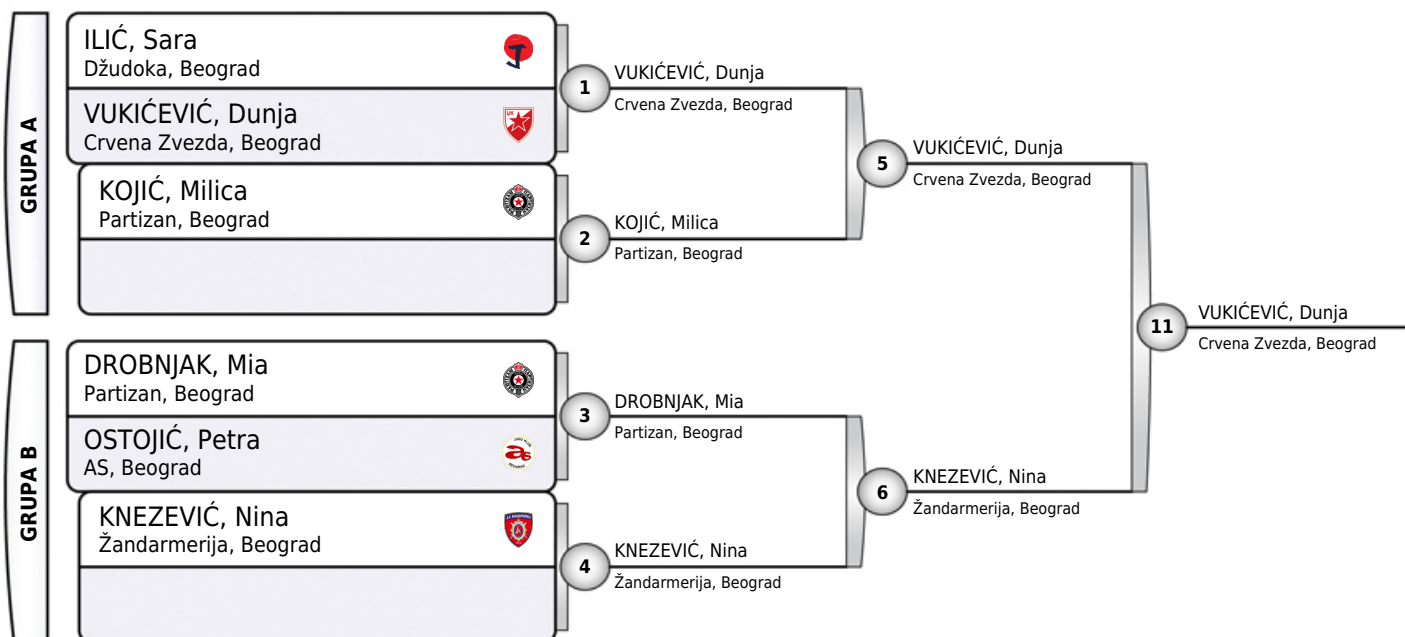 GRUPA A
ILIĆ, Sara
Džudoka, Beograd
VUKIĆEVIĆ, Dunja
Crvena Zvezda, Beograd
KOJIĆ, Milica
Partizan, Beograd
1
VUKIĆEVIĆ, Dunja
Crvena Zvezda, Beograd
2
KOJIĆ, Milica
Partizan, Beograd
5
VUKIĆEVIĆ, Dunja
Crvena Zvezda, Beograd
GRUPA B
DROBNJAK, Mia
Partizan, Beograd
OSTOJIĆ, Petra
AS, Beograd
KNEZEVIĆ, Nina
Žandarmerija, Beograd
3
DROBNJAK, Mia
Partizan, Beograd
4
KNEZEVIĆ, Nina
Žandarmerija, Beograd
6
KNEZEVIĆ, Nina
Žandarmerija, Beograd
11
VUKIĆEVIĆ, Dunja
Crvena Zvezda, Beograd